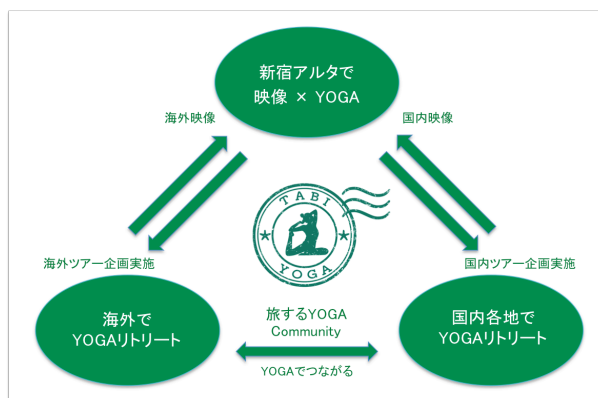 新宿アルタで
映像 × YOGA
海外映像
国内映像
TABI
YOGA
海外ツアー企画実施
国内ツアー企画実施
海外で
YOGAリトリート
旅するYOGA
Community
国内各地で
YOGAリトリート
YOGAでつながる